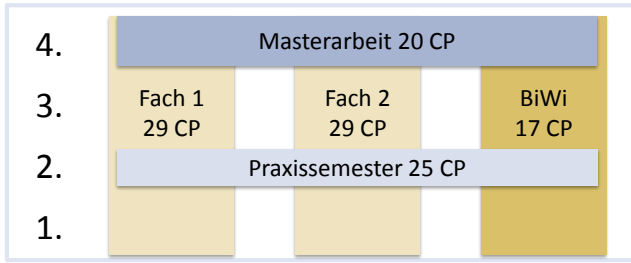 4.
Masterarbeit 20 CP
3.
Fach 1
29 CP
Fach 2
29 CP
BiWi
17 CP
2.
Praxissemester 25 CP
1.